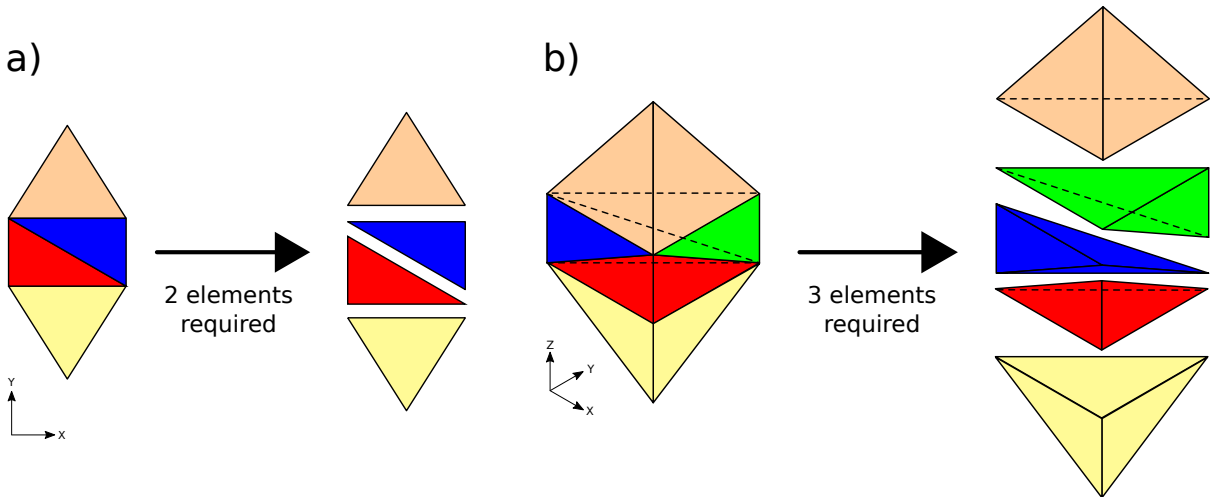 a)
2 elements
required
Y
X
b)
3 elements
required
Z
Y
X